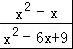 x² − x
x² − 6x+9